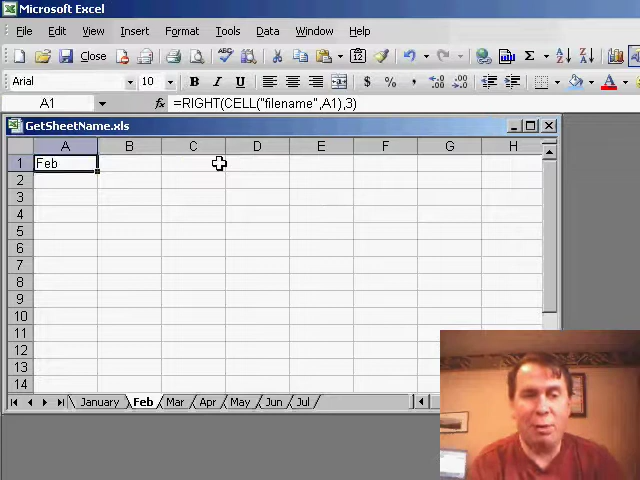 Microsoft Excel
File Edit View Insert Format Tools Data Window Help
Close Σ
Arial 10 B I U $ %
A1 fx =RIGHT(CELL("filename",A1),3)
GetSheetName.xls
A B C D E F G H
1 Feb
2
3
4
5
6
7
8
9
10
11
12
13
14
January Feb Mar Apr May Jun Jul